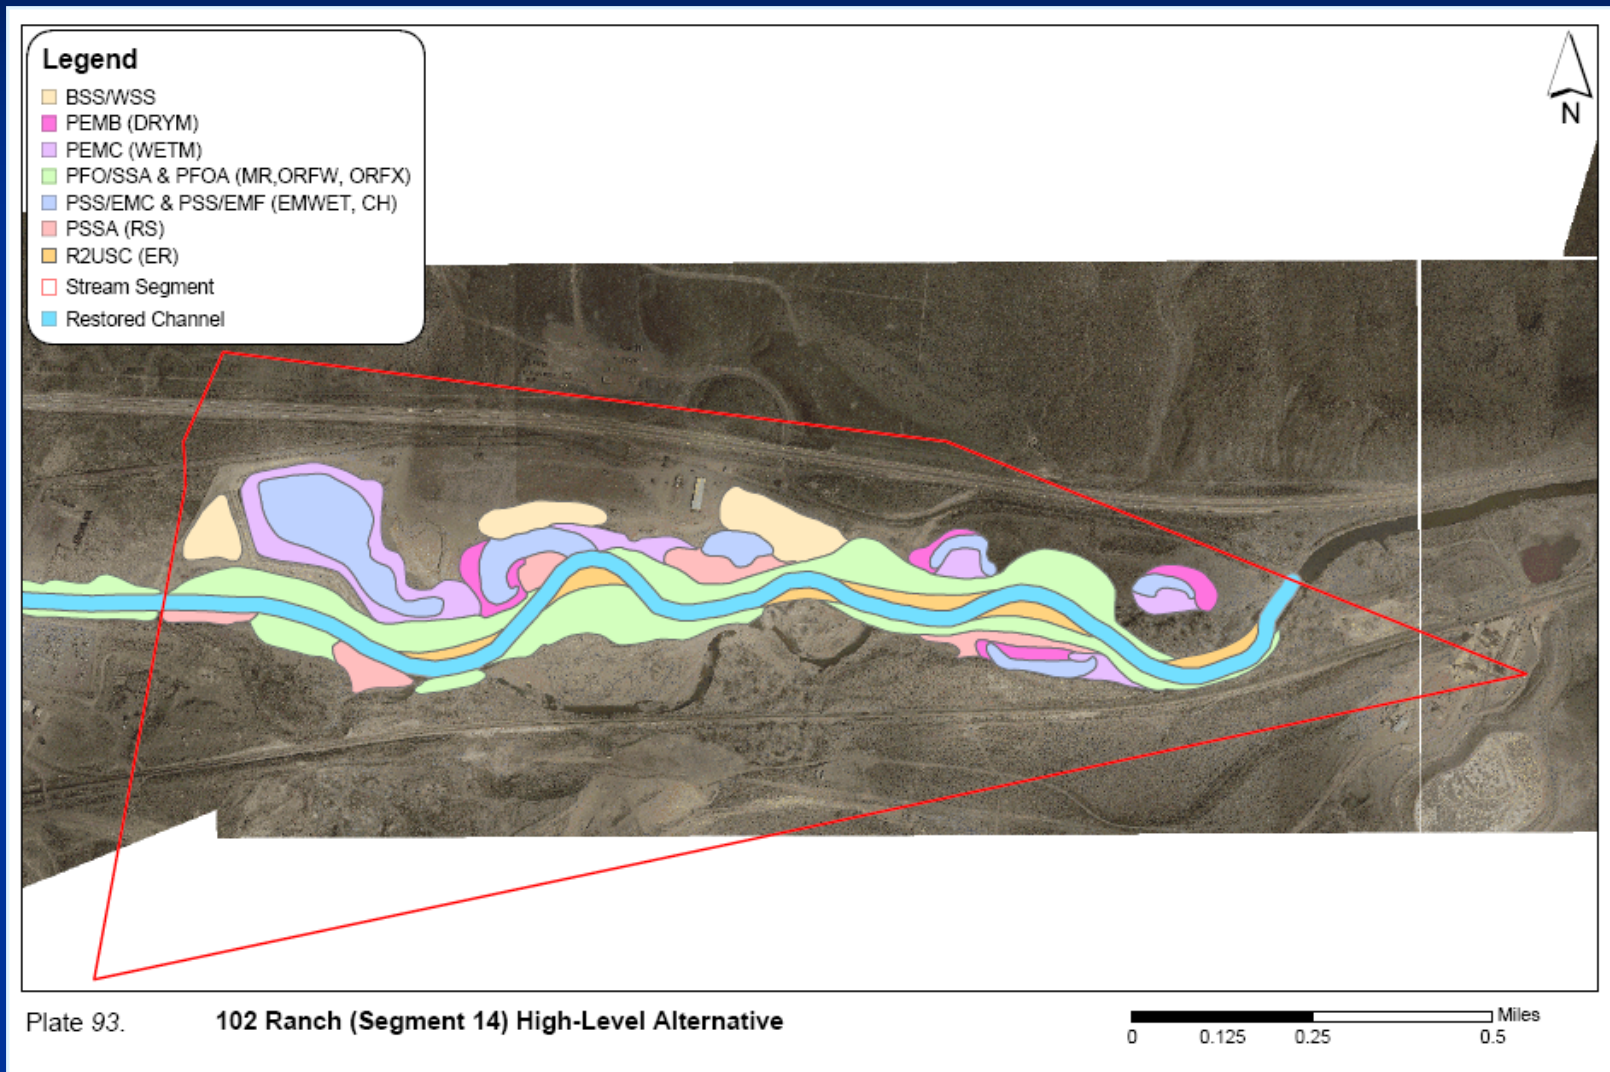 Legend
BSS/WSS
PEMB (DRYM)
PEMC (WETM)
PFO/SSA & PFOA (MR,ORFW, ORFX)
PSS/EMC & PSS/EMF (EMWET, CH)
PSSA (RS)
R2USC (ER)
Stream Segment
Restored Channel
N
Plate 93.
102 Ranch (Segment 14) High-Level Alternative
Miles
0 0.125 0.25 0.5